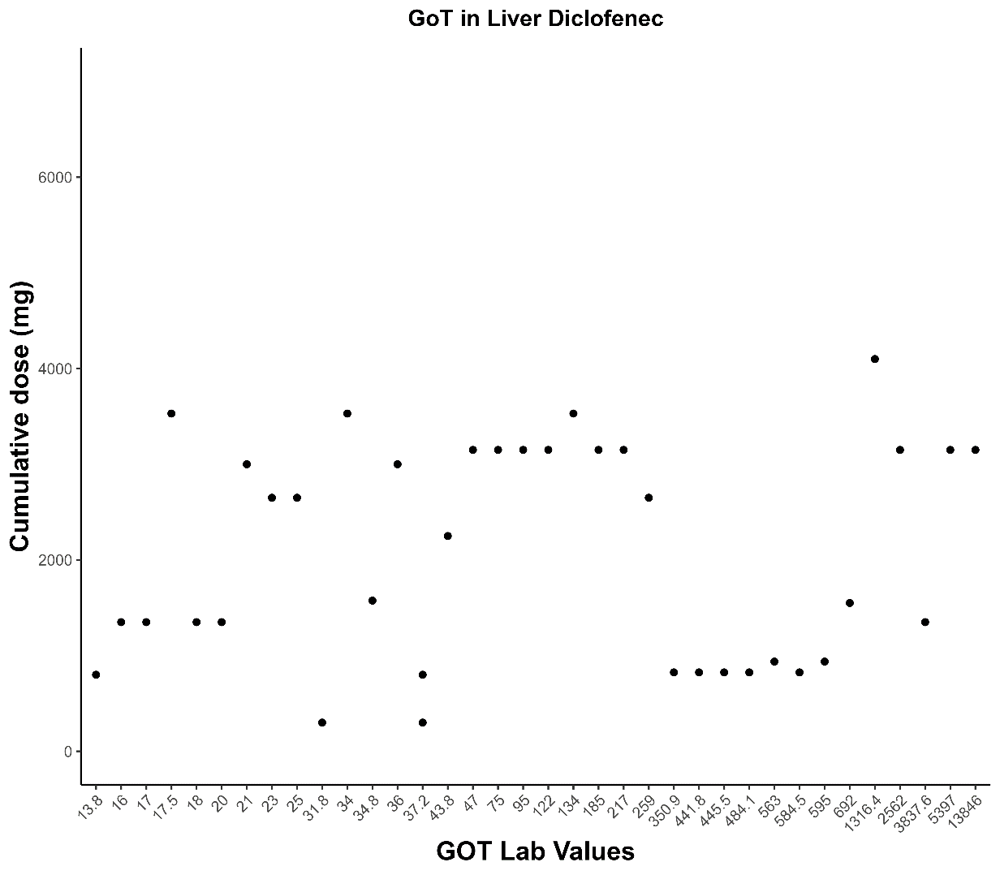 GoT in Liver Diclofenec
Cumulative dose (mg)
6000
4000
2000
0
13.8 16 17 17.5 18 20 21 23 25 31.8 34 34.8 36 37.2 43.8 47 75 95 122 134 185 217 259 350.9 441.8 445.5 484.1 563 584.5 595 692 1316.4 2562 3837.6 5397 13846
GOT Lab Values